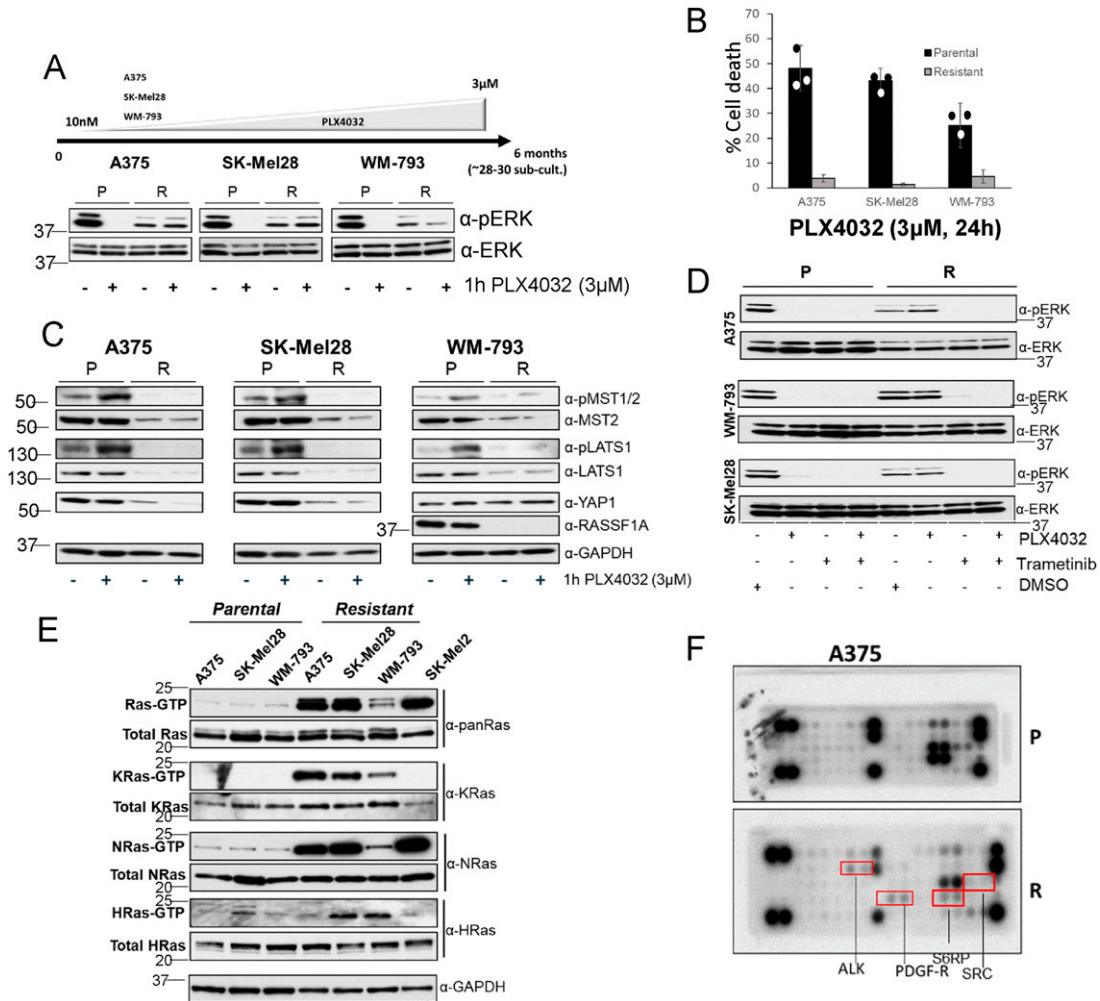 A
A375
SK-Mel28
WM-793
10nM
PLX4032
3µM
0
6 months
(~28-30 sub-cult.)
A375 SK-Mel28 WM-793
P R P R P R
α-pERK
37
α-ERK
37
- + - + - + - + - + - + 1h PLX4032 (3µM)
B
% Cell death
70
60
50
40
30
20
10
0
Parental
Resistant
A375 SK-Mel28 WM-793
PLX4032 (3µM, 24h)
C
A375 SK-Mel28 WM-793
P R P R P R
50 α-pMST1/2
50 α-MST2
130 α-pLATS1
130 α-LATS1
50 α-YAP1
37 α-RASSF1A
37 α-GAPDH
- + - + - + - + - + - + 1h PLX4032 (3µM)
D
P R
A375
α-pERK
37
α-ERK
37
WM-793
α-pERK
37
α-ERK
37
SK-Mel28
α-pERK
37
α-ERK
37
- + - + - + - + PLX4032
- - + + - - + + Trametinib
+ - - - + - - - DMSO
E
Parental Resistant
A375 SK-Mel28 WM-793 A375 SK-Mel28 WM-793 SK-Mel2
25
Ras-GTP
Total Ras
20
α-panRas
25
KRas-GTP
Total KRas
20
α-KRas
25
NRas-GTP
Total NRas
20
α-NRas
25
HRas-GTP
Total HRas
20
α-HRas
37
α-GAPDH
F
A375
P
R
ALK PDGF-R S6RP SRC